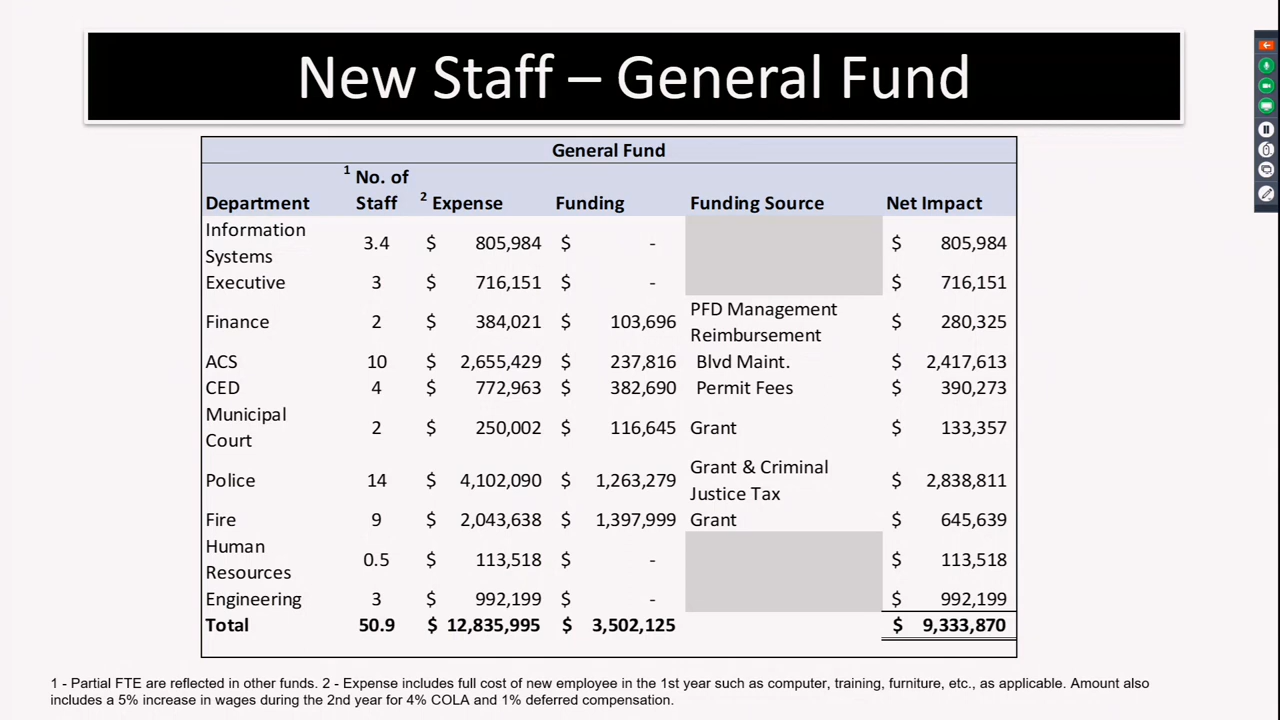 New Staff – General Fund
General Fund
1 No. of
Department Staff 2 Expense Funding Funding Source Net Impact
Information
Systems 3.4 $ 805,984 $ - $ 805,984
Executive 3 $ 716,151 $ - $ 716,151
Finance 2 $ 384,021 $ 103,696 PFD Management
Reimbursement $ 280,325
ACS 10 $ 2,655,429 $ 237,816 Blvd Maint. $ 2,417,613
CED 4 $ 772,963 $ 382,690 Permit Fees $ 390,273
Municipal
Court 2 $ 250,002 $ 116,645 Grant $ 133,357
Police 14 $ 4,102,090 $ 1,263,279 Grant & Criminal
Justice Tax $ 2,838,811
Fire 9 $ 2,043,638 $ 1,397,999 Grant $ 645,639
Human
Resources 0.5 $ 113,518 $ - $ 113,518
Engineering 3 $ 992,199 $ - $ 992,199
Total 50.9 $ 12,835,995 $ 3,502,125 $ 9,333,870
1 - Partial FTE are reflected in other funds. 2 - Expense includes full cost of new employee in the 1st year such as computer, training, furniture, etc., as applicable. Amount also
includes a 5% increase in wages during the 2nd year for 4% COLA and 1% deferred compensation.